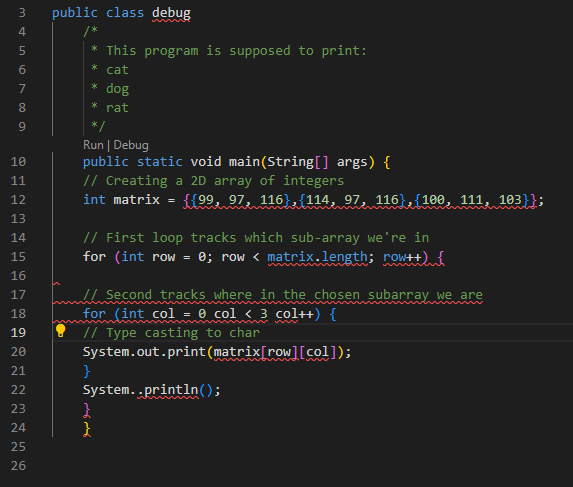 3 public class debug
4 /*
5 * This program is supposed to print:
6 * cat
7 * dog
8 * rat
9 */
Run | Debug
10 public static void main(String[] args) {
11 // Creating a 2D array of integers
12 int matrix = {{99, 97, 116},{114, 97, 116},{100, 111, 103}};
13
14 // First loop tracks which sub-array we're in
15 for (int row = 0; row < matrix.length; row++) {
16
17 // Second tracks where in the chosen subarray we are
18 for (int col = 0 col < 3 col++) {
19 // Type casting to char
20 System.out.print(matrix[row][col]);
21 }
22 System..println();
23 }
24 }
25
26